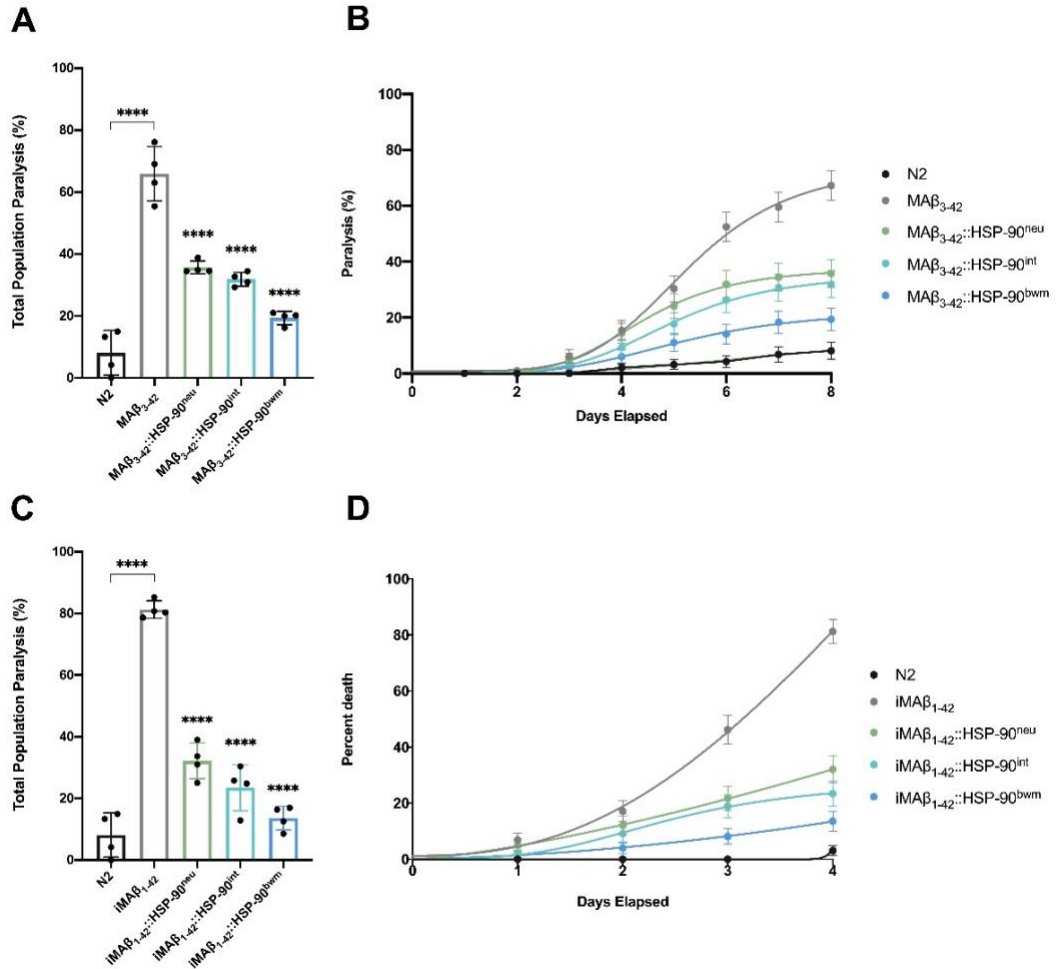 A
Total Population Paralysis (%)
100
80
60
40
20
0
****
****
****
****
N2
MAβ3-42
MAβ3-42::HSP-90neu
MAβ3-42::HSP-90int
MAβ3-42::HSP-90bwm
B
Paralysis (%)
100
80
60
40
20
0
0 2 4 6 8
Days Elapsed
N2
MAβ3-42
MAβ3-42::HSP-90neu
MAβ3-42::HSP-90int
MAβ3-42::HSP-90bwm
C
Total Population Paralysis (%)
100
80
60
40
20
0
****
****
****
****
N2
iMAβ1-42
iMAβ1-42::HSP-90neu
iMAβ1-42::HSP-90int
iMAβ1-42::HSP-90bwm
D
Percent death
100
80
60
40
20
0
0 1 2 3 4
Days Elapsed
N2
iMAβ1-42
iMAβ1-42::HSP-90neu
iMAβ1-42::HSP-90int
iMAβ1-42::HSP-90bwm